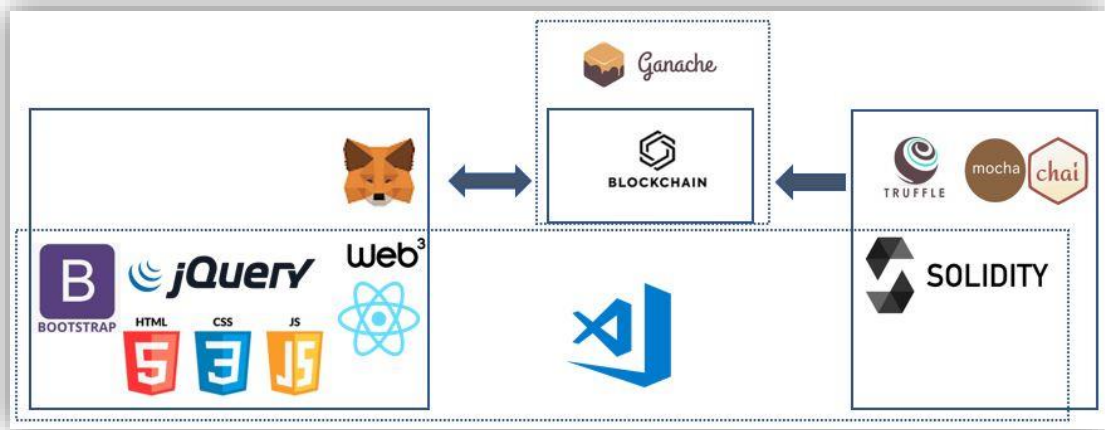 Ganache
BLOCKCHAIN
TRUFFLE
mocha
chai
B
BOOTSTRAP
jQuery
Web3
HTML
5
CSS
3
JS
JS
SOLIDITY